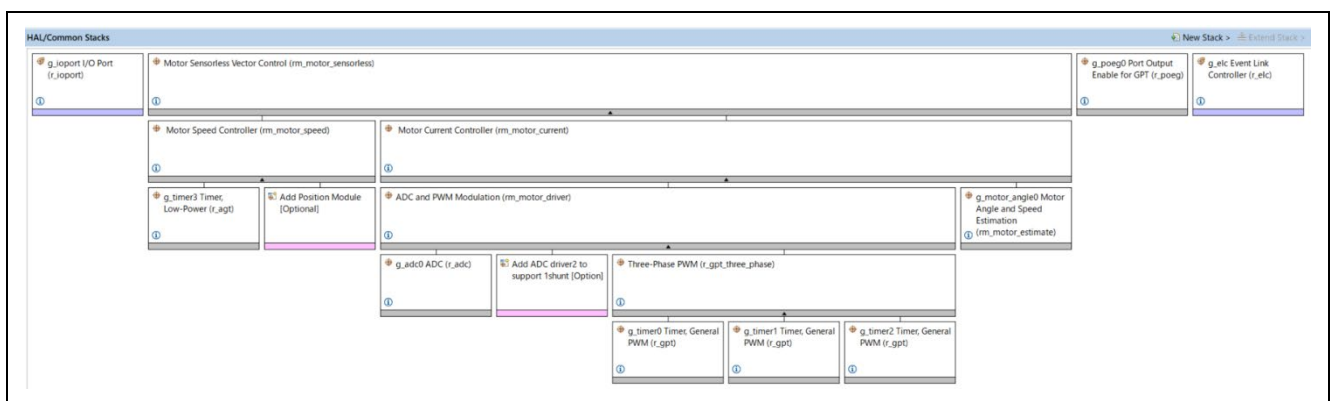 HAL/Common Stacks
New Stack >
Extend Stack >
g_ioport I/O Port
(r_ioport)
Motor Sensorless Vector Control (rm_motor_sensorless)
g_poeg0 Port Output
Enable for GPT (r_poeg)
g_elc Event Link
Controller (r_elc)
Motor Speed Controller (rm_motor_speed)
Motor Current Controller (rm_motor_current)
g_timer3 Timer,
Low-Power (r_agt)
Add Position Module
[Optional]
ADC and PWM Modulation (rm_motor_driver)
g_motor_angle0 Motor
Angle and Speed
Estimation
(rm_motor_estimate)
g_adc0 ADC (r_adc)
Add ADC driver2 to
support 1shunt [Option]
Three-Phase PWM (r_gpt_three_phase)
g_timer0 Timer, General
PWM (r_gpt)
g_timer1 Timer, General
PWM (r_gpt)
g_timer2 Timer, General
PWM (r_gpt)